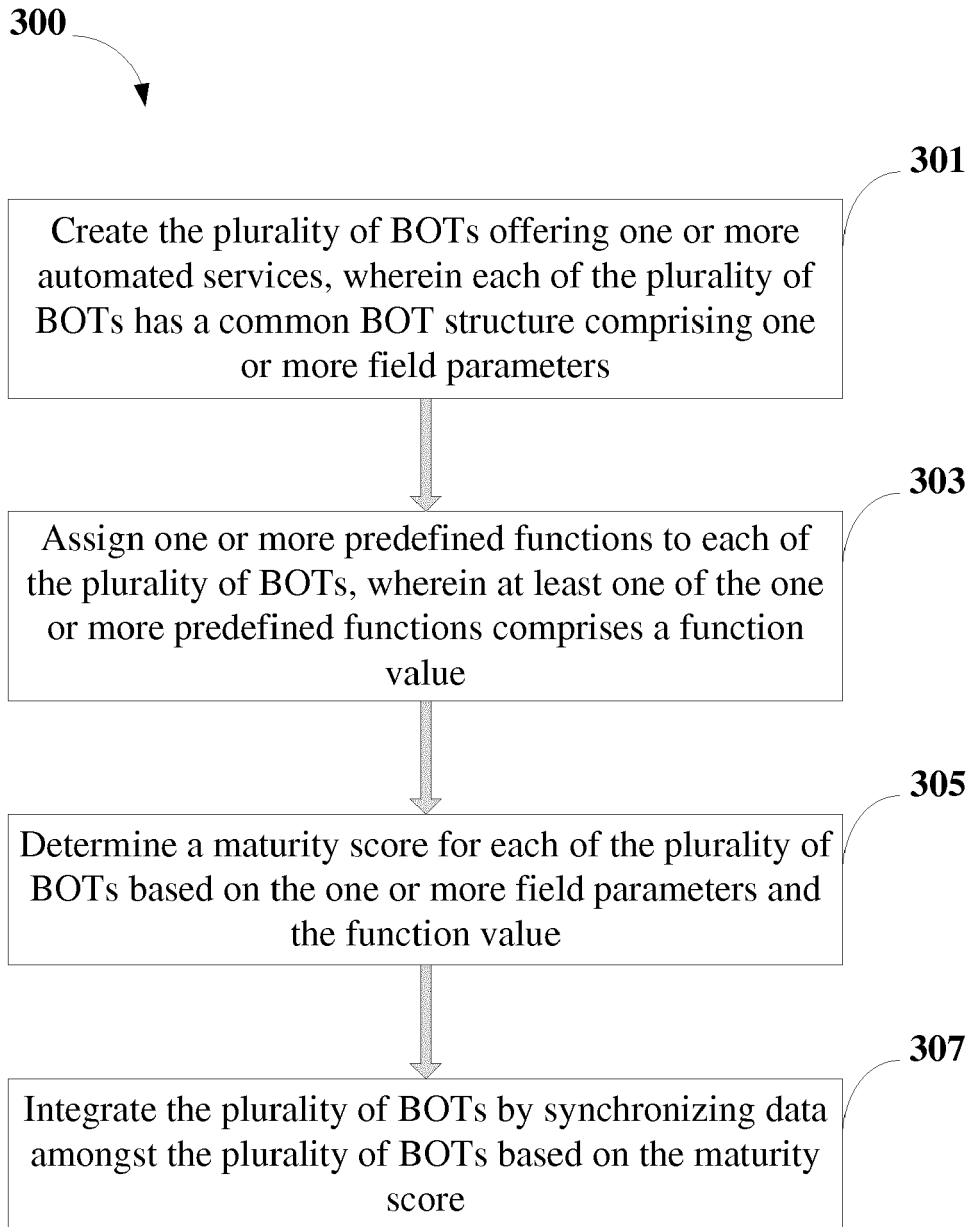 300
301
Create the plurality of BOTs offering one or more
automated services, wherein each of the plurality of
BOTs has a common BOT structure comprising one
or more field parameters
303
Assign one or more predefined functions to each of
the plurality of BOTs, wherein at least one of the one
or more predefined functions comprises a function
value
305
Determine a maturity score for each of the plurality of
BOTs based on the one or more field parameters and
the function value
307
Integrate the plurality of BOTs by synchronizing data
amongst the plurality of BOTs based on the maturity
score